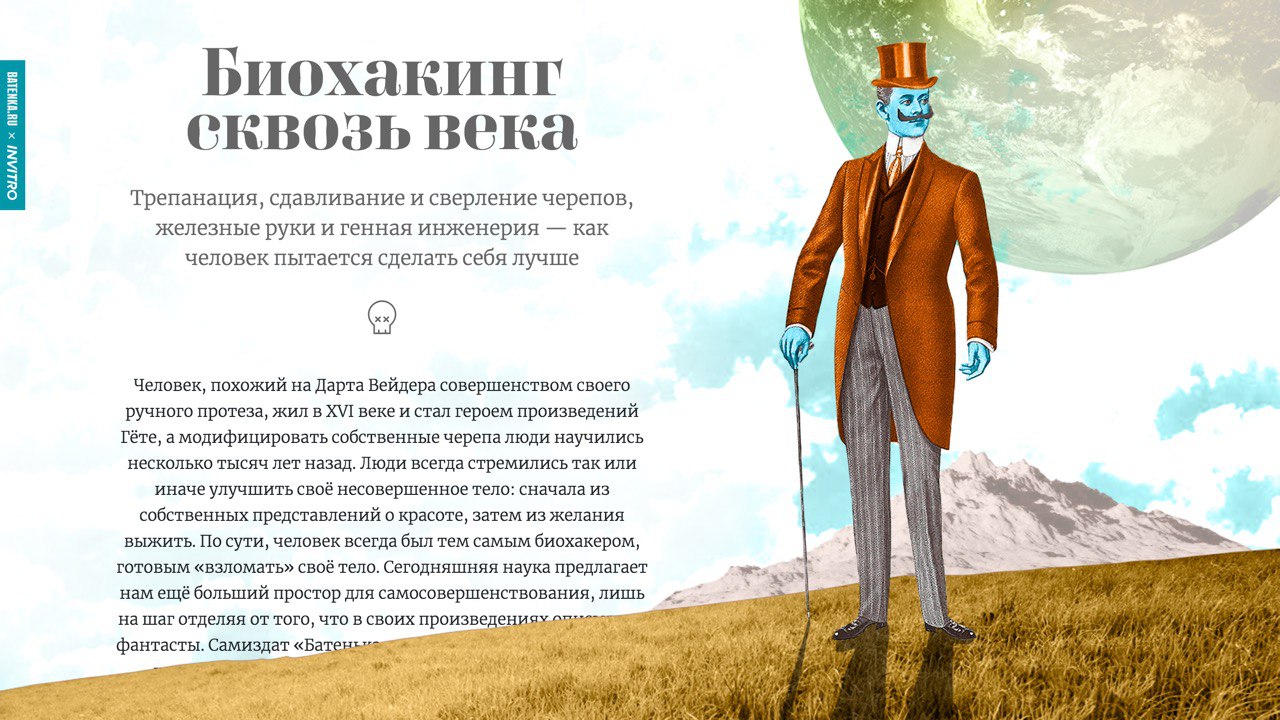 BATENKA.RU × INVITRO
Биохакинг
сквозь века
Трепанация, сдавливание и сверление черепов,
железные руки и генная инженерия — как
человек пытается сделать себя лучше
Человек, похожий на Дарта Вейдера совершенством своего
ручного протеза, жил в XVI веке и стал героем произведений
Гёте, а модифицировать собственные черепа люди научились
несколько тысяч лет назад. Люди всегда стремились так или
иначе улучшить своё несовершенное тело: сначала из
собственных представлений о красоте, затем из желания
выжить. По сути, человек всегда был тем самым биохакером,
готовым «взломать» своё тело. Сегодняшняя наука предлагает
нам ещё больший простор для самосовершенствования, лишь
на шаг отделяя от того, что в своих произведениях
фантасты. Самиздат